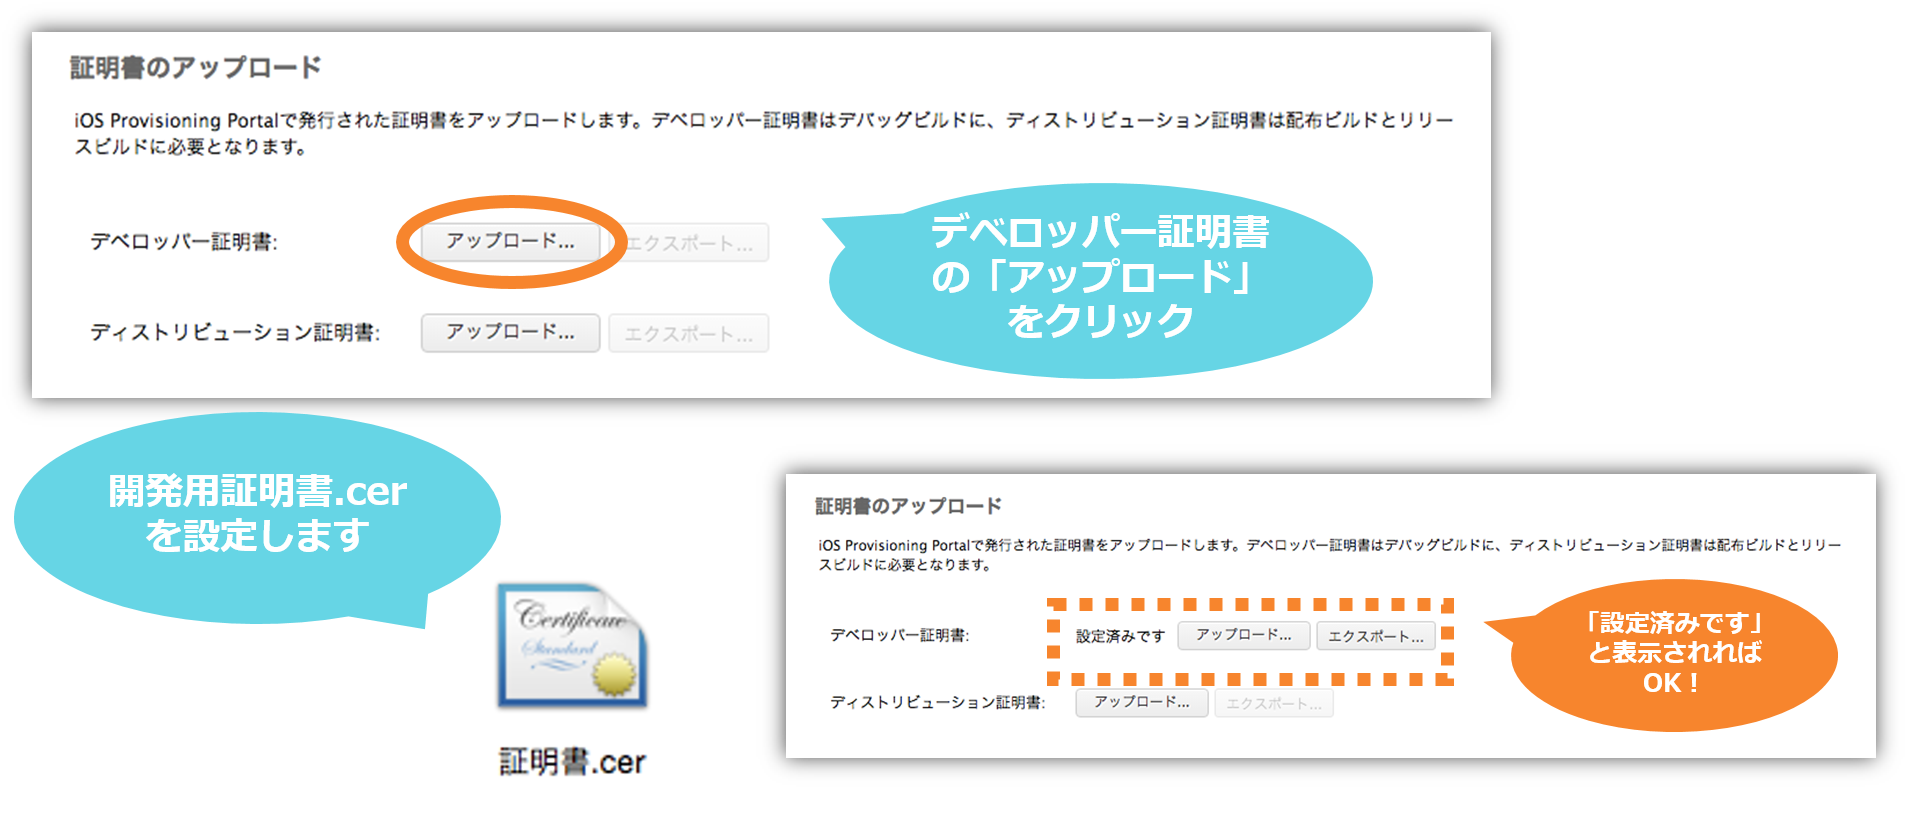 証明書のアップロード
iOS Provisioning Portalで発行された証明書をアップロードします。デベロッパー証明書はデバッグビルドに、ディストリビューション証明書は配布ビルドとリリー
スビルドに必要となります。
デベロッパー証明書:
アップロード...
エクスポート...
ディストリビューション証明書:
アップロード...
エクスポート...
デベロッパー証明書
の「アップロード」
をクリック
開発用証明書.cer
を設定します
Certificate
Standard
証明書.cer
証明書のアップロード
iOS Provisioning Portalで発行された証明書をアップロードします。デベロッパー証明書はデバッグビルドに、ディストリビューション証明書は配布ビルドとリリー
スビルドに必要となります。
デベロッパー証明書:
設定済みです
アップロード...
エクスポート...
ディストリビューション証明書:
アップロード...
エクスポート...
「設定済みです」
と表示されれば
OK！